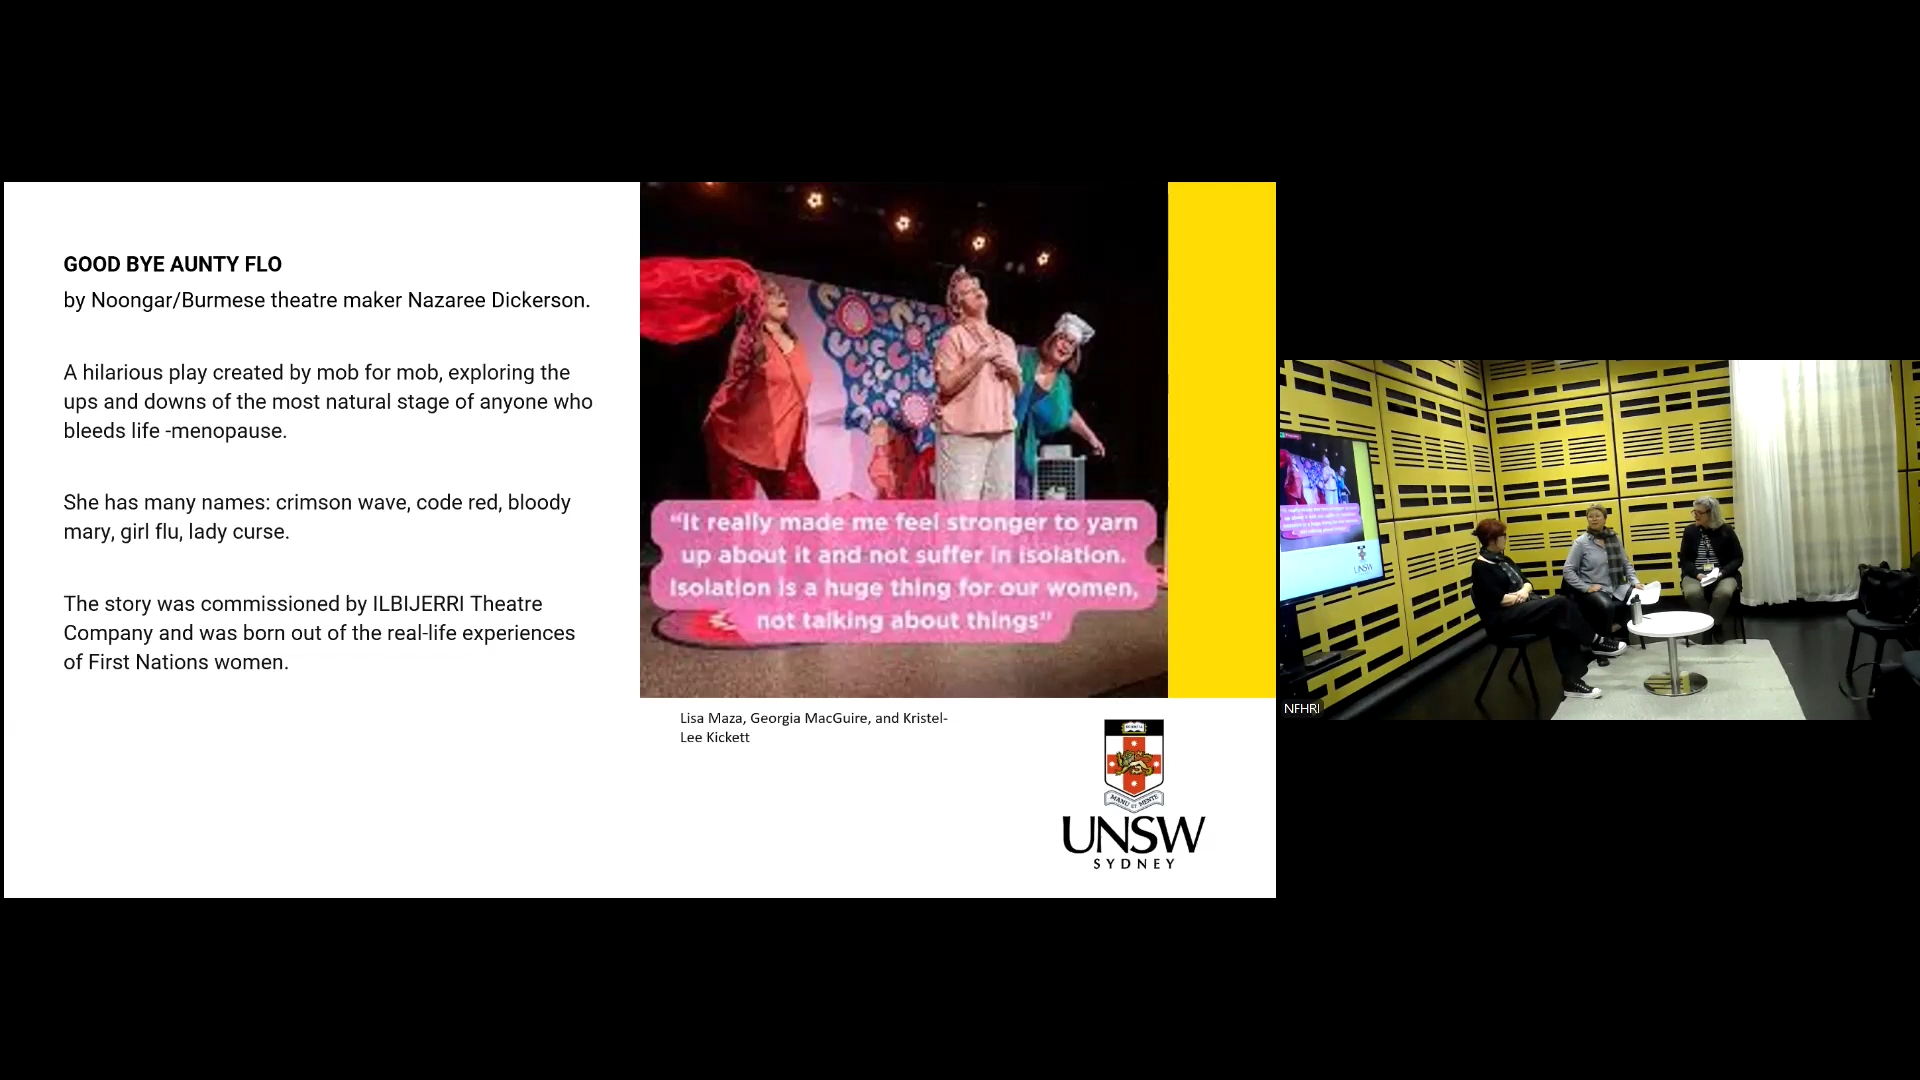 GOOD BYE AUNTY FLO
by Noongar/Burmese theatre maker Nazaree Dickerson.
A hilarious play created by mob for mob, exploring the
ups and downs of the most natural stage of anyone who
bleeds life -menopause.
She has many names: crimson wave, code red, bloody
mary, girl flu, lady curse.
The story was commissioned by ILBIJERRI Theatre
Company and was born out of the real-life experiences
of First Nations women.
“It really made me feel stronger to yarn
up about it and not suffer in isolation.
Isolation is a huge thing for our women,
not talking about things”
Lisa Maza, Georgia MacGuire, and Kristel-
Lee Kickett
MANU ET MENTE
UNSW
SYDNEY
UNSW
NFHRI